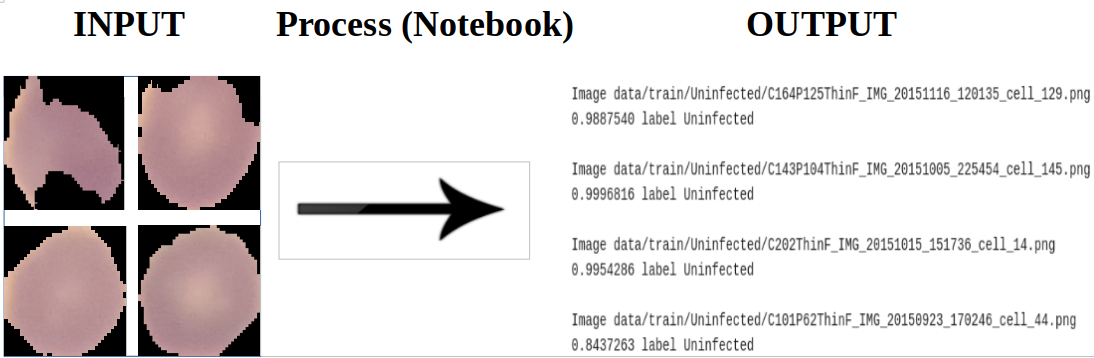 INPUT
Process (Notebook)
OUTPUT
Image data/train/Uninfected/C164P125ThinF_IMG_20151116_120135_cell_129.png
0.9887540 label Uninfected
Image data/train/Uninfected/C143P104ThinF_IMG_20151005_225454_cell_145.png
0.9996816 label Uninfected
Image data/train/Uninfected/C202ThinF_IMG_20151015_151736_cell_14.png
0.9954286 label Uninfected
Image data/train/Uninfected/C101P62ThinF_IMG_20150923_170246_cell_44.png
0.8437263 label Uninfected